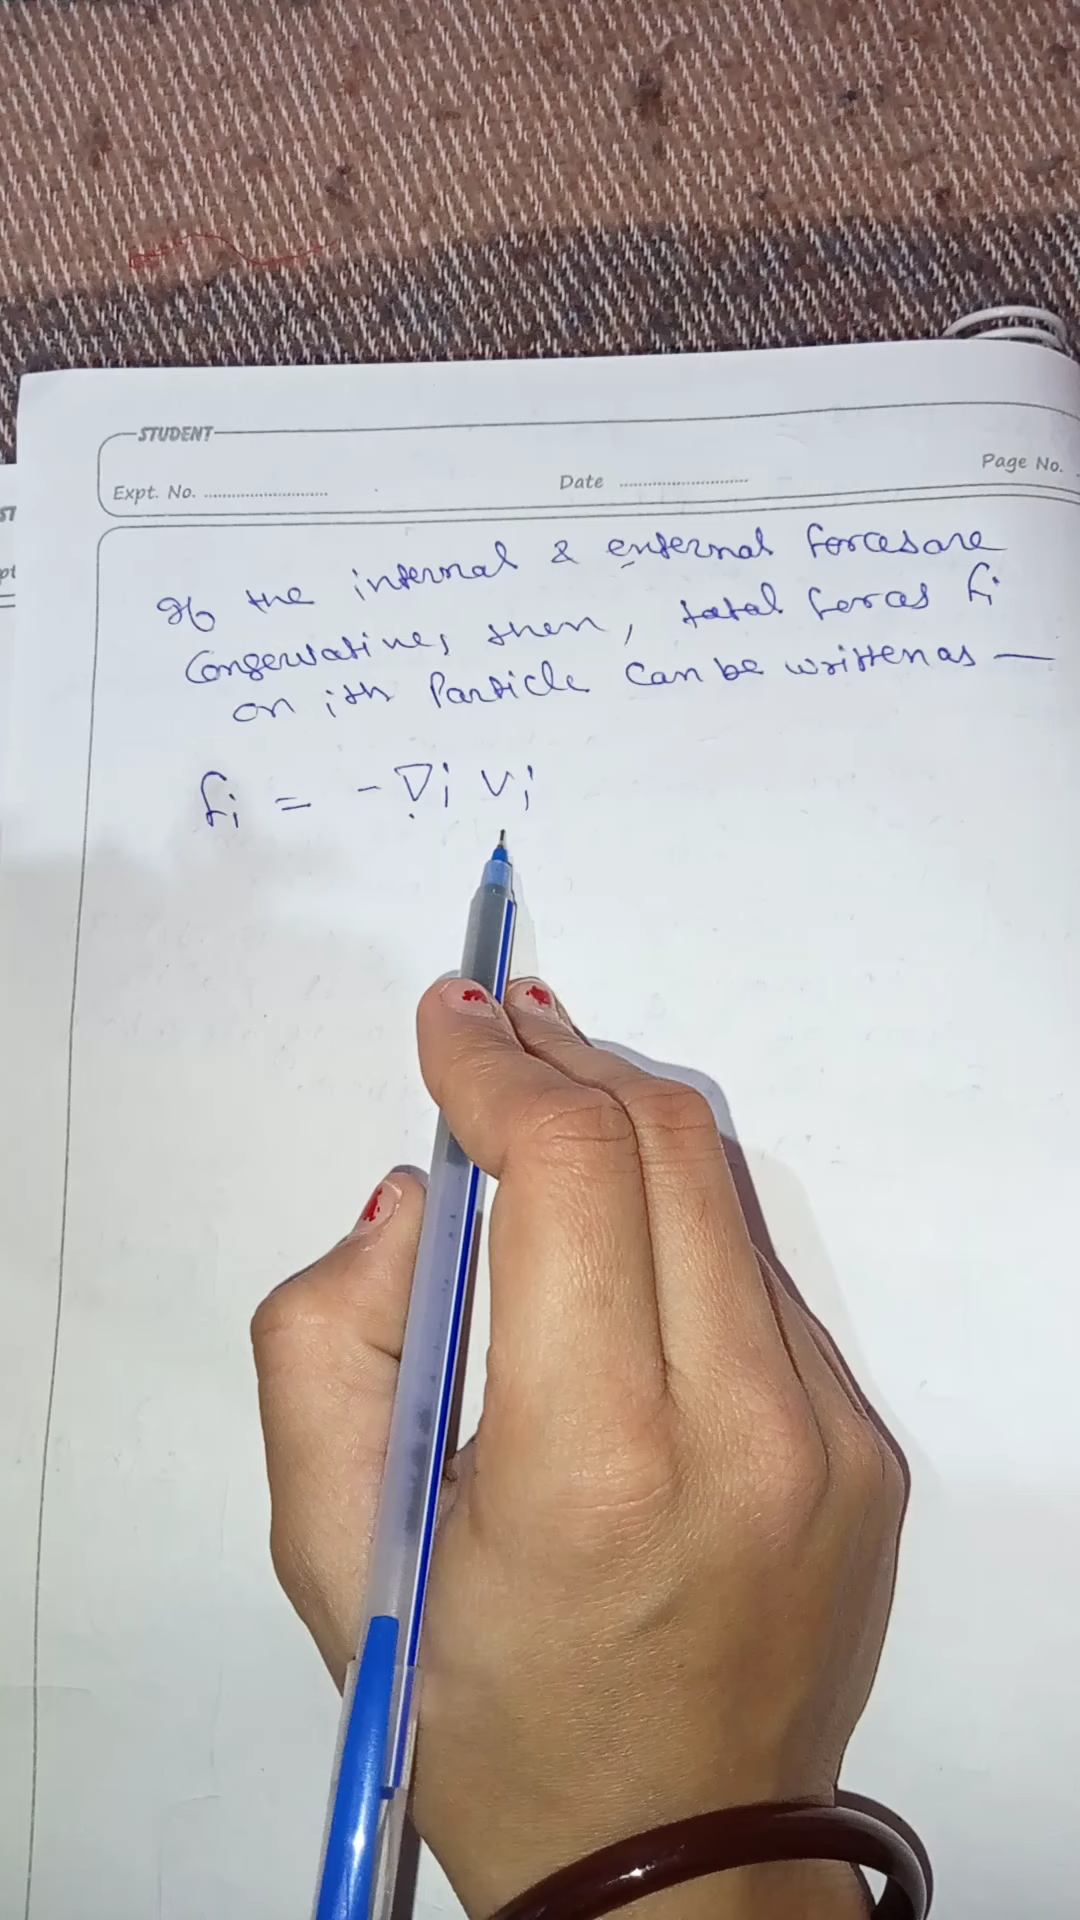 STUDENT
Expt. No. ............................ Date ............................ Page No.
If the internal & external forces are
Conservative, then, total forces Fi
on ith Particle can be written as —
Fi = - ∇i Vi